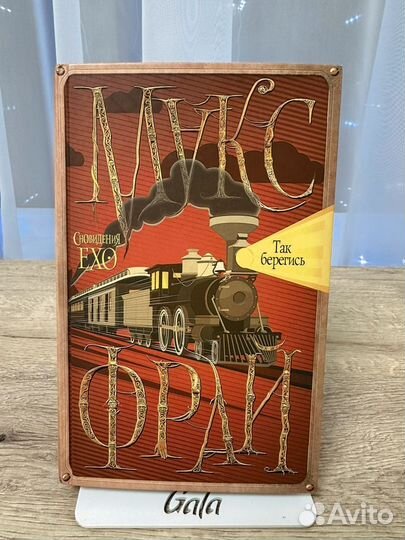 МАКС
Сновидения
ЕХО
Так
берегись
ФРАЙ
Gala
Avito